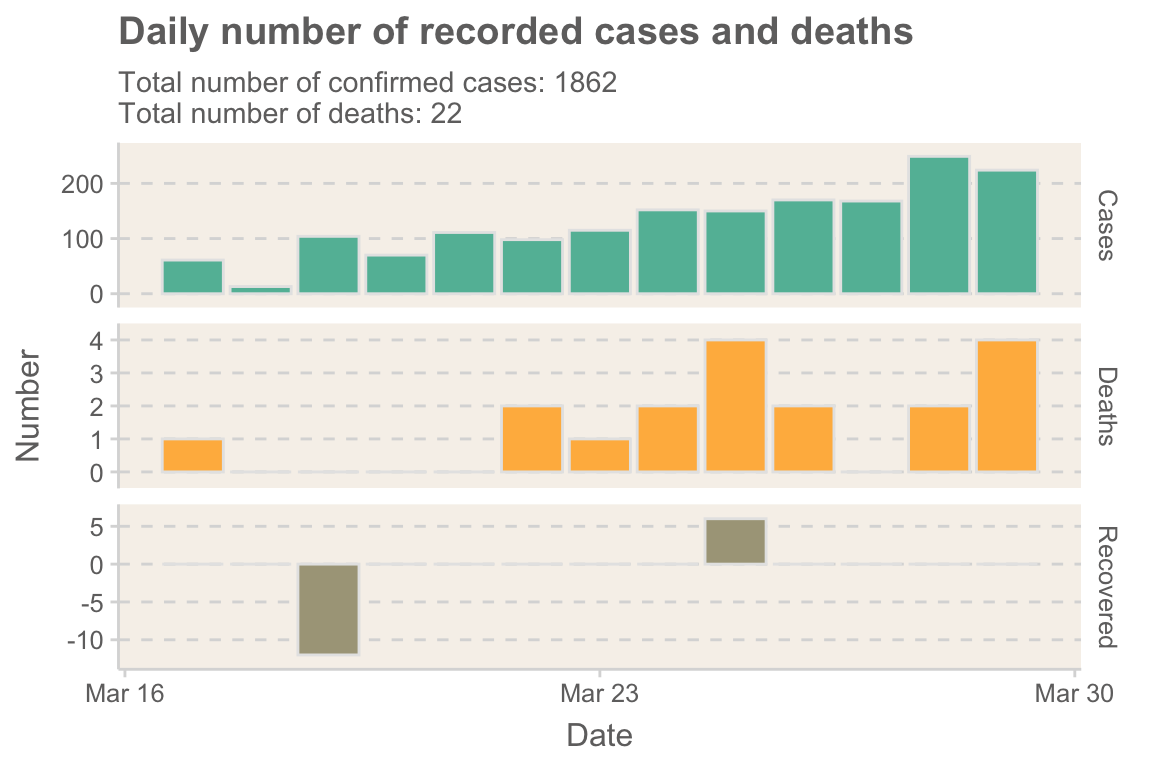 Daily number of recorded cases and deaths
Total number of confirmed cases: 1862
Total number of deaths: 22
200
100
0
Cases
4
3
2
1
0
Deaths
5
0
-5
-10
Recovered
Number
Mar 16
Mar 23
Mar 30
Date